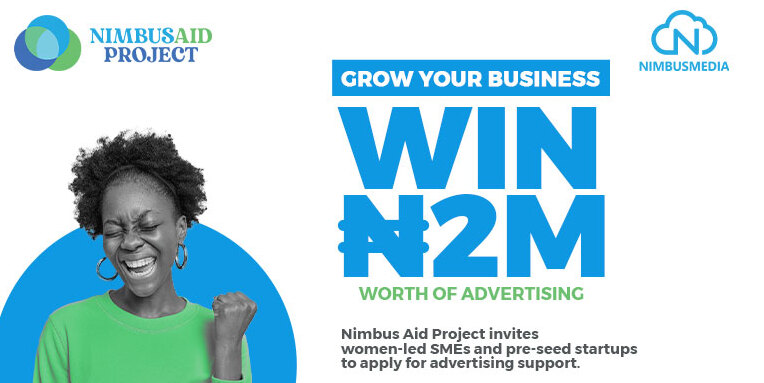 NIMBUSAID
PROJECT
N
NIMBUSMEDIA
GROW YOUR BUSINESS
WIN
₦2M
WORTH OF ADVERTISING
Nimbus Aid Project invites
women-led SMEs and pre-seed startups
to apply for advertising support.